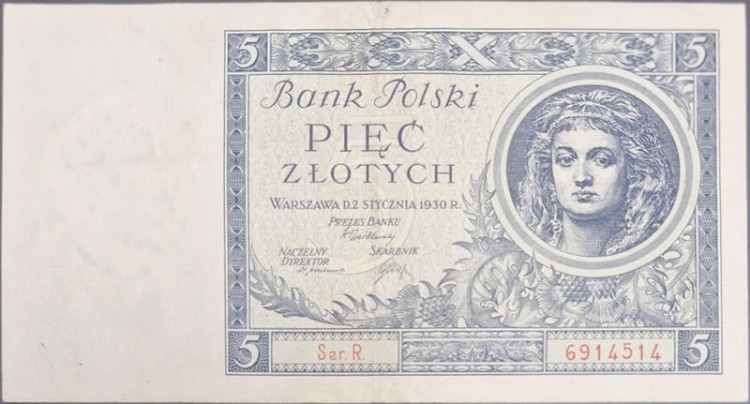 5 5
Bank Polski
PIĘĆ
ZŁOTYCH
WARSZAWA D. 2 STYCZNIA 1930 R.
PREZES BANKU
NACZELNY DYREKTOR
SKARBNIK
5 Ser. R. 6914514 5